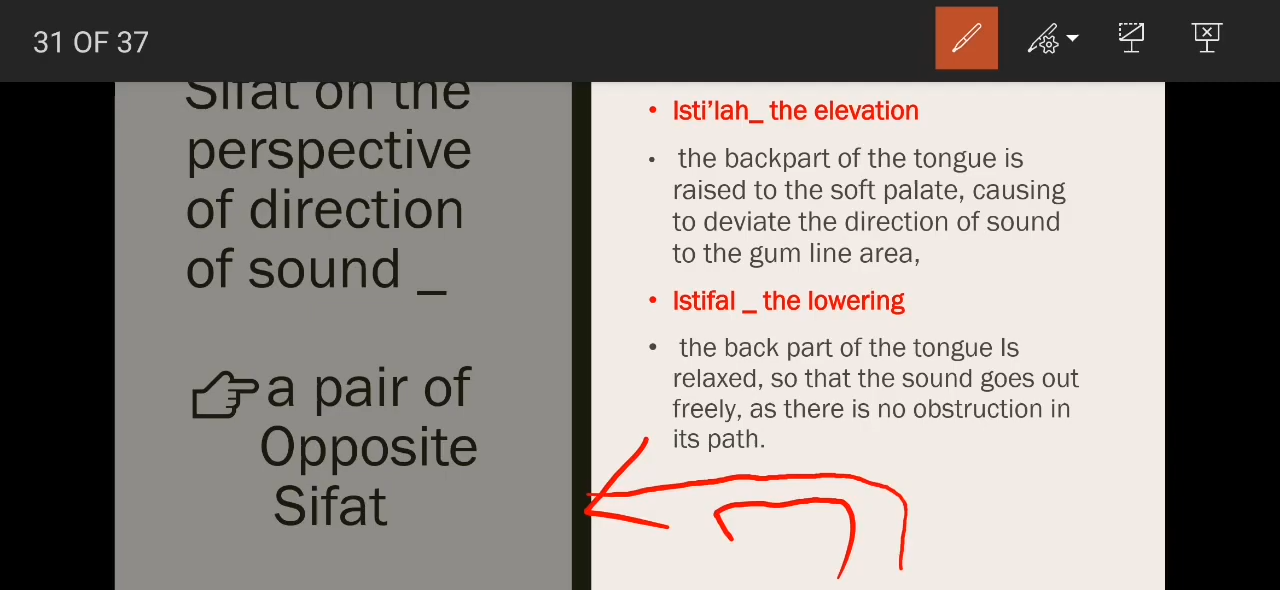 31 OF 37
Sifat on the
perspective
of direction
of sound _
a pair of
Opposite
Sifat
• Isti'lah_ the elevation
• the backpart of the tongue is
raised to the soft palate, causing
to deviate the direction of sound
to the gum line area,
• Istifal _ the lowering
• the back part of the tongue Is
relaxed, so that the sound goes out
freely, as there is no obstruction in
its path.